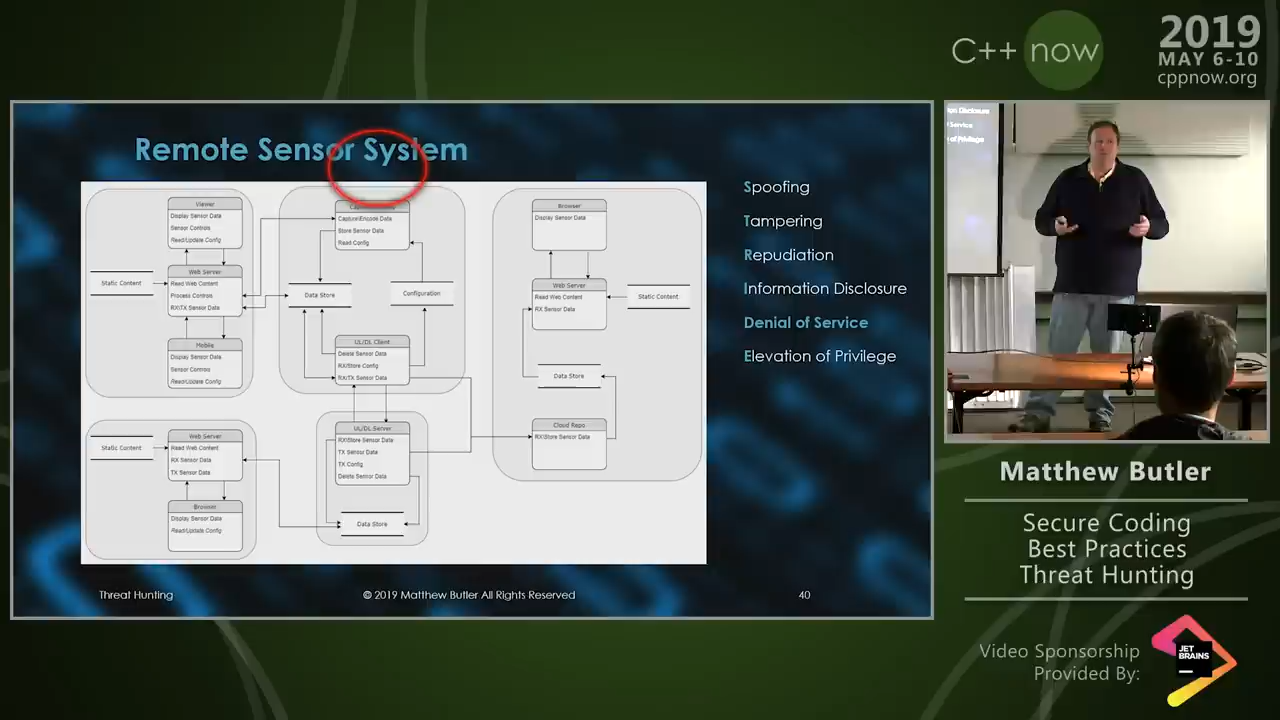 C++ now
2019
MAY 6-10
cppnow.org
Remote Sensor System
Viewer
Display Sensor Data
Sensor Controls
Read/Update Config
Web Server
Read Web Content
Process Controls
RX\TX Sensor Data
Static Content
Mobile
Display Sensor Data
Sensor Controls
Read/Update Config
Capture\Encode Data
Store Sensor Data
Read Config
Data Store
Configuration
UL/DL Client
Delete Sensor Data
RX/Store Config
RX/TX Sensor Data
UL/DL Server
RX\Store Sensor Data
TX Sensor Data
TX Config
Delete Sensor Data
Data Store
Static Content
Web Server
Read Web Content
RX Sensor Data
TX Sensor Data
Browser
Display Sensor Data
Read/Update Config
Browser
Display Sensor Data
Web Server
Read Web Content
RX Sensor Data
Static Content
Data Store
Cloud Repo
RX\Store Sensor Data
Spoofing
Tampering
Repudiation
Information Disclosure
Denial of Service
Elevation of Privilege
Threat Hunting
© 2019 Matthew Butler All Rights Reserved
40
Disclosure
Service
of Privilege
Matthew Butler
Secure Coding
Best Practices
Threat Hunting
Video Sponsorship
Provided By:
JET
BRAINS